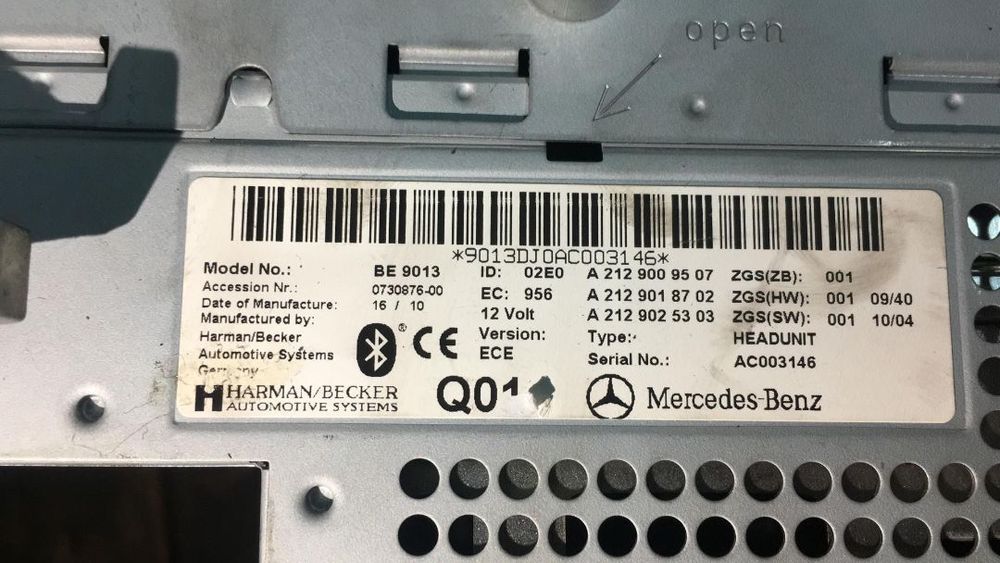 open
*9013DJ0AC003146*
Model No.: BE 9013 ID: 02E0 A 212 900 95 07 ZGS(ZB): 001
Accession Nr.: 0730876-00 EC: 956 A 212 901 87 02 ZGS(HW): 001 09/40
Date of Manufacture: 16 / 10 12 Volt A 212 902 53 03 ZGS(SW): 001 10/04
Manufactured by: Version: Type: HEADUNIT
Harman/Becker ECE Serial No.: AC003146
Automotive Systems
Germany
® CE
HARMAN/BECKER Q01 Mercedes-Benz
AUTOMOTIVE SYSTEMS